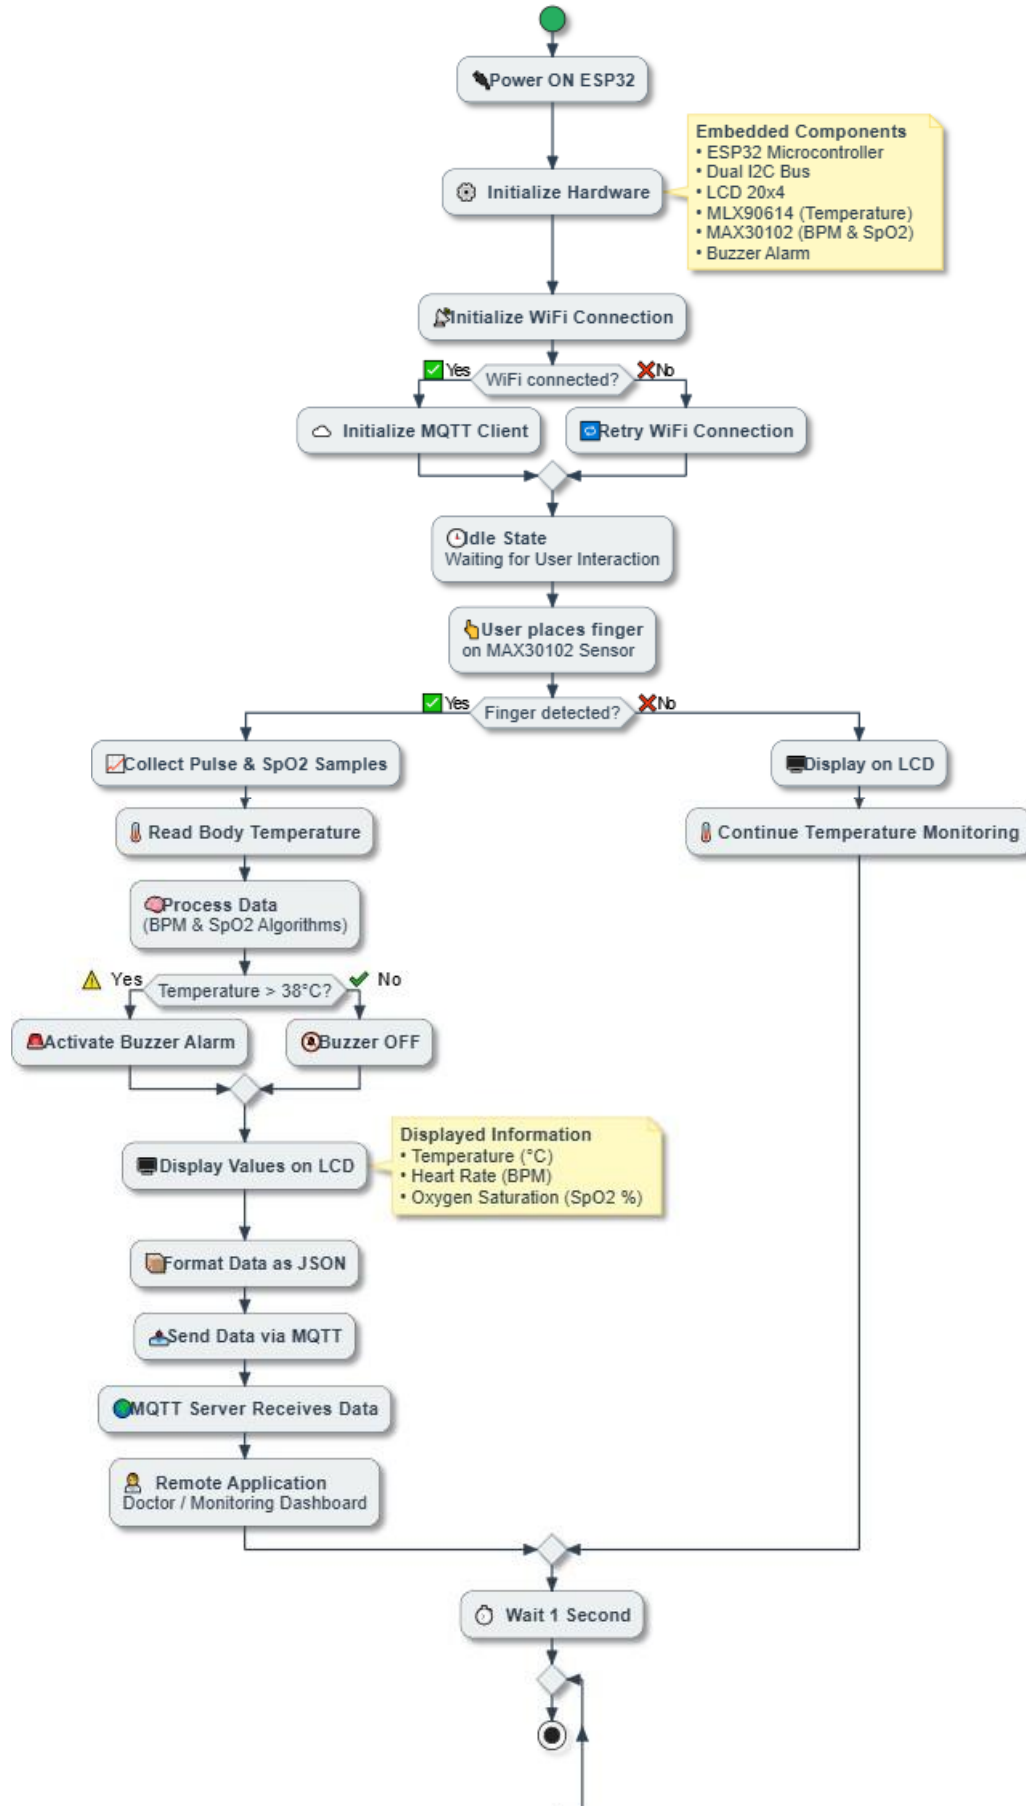 Power ON ESP32
Embedded Components
• ESP32 Microcontroller
• Dual I2C Bus
• LCD 20x4
• MLX90614 (Temperature)
• MAX30102 (BPM & SpO2)
• Buzzer Alarm
Initialize Hardware
Initialize WiFi Connection
Yes
WiFi connected?
No
Initialize MQTT Client
Retry WiFi Connection
Idle State
Waiting for User Interaction
User places finger
on MAX30102 Sensor
Yes
Finger detected?
No
Collect Pulse & SpO2 Samples
Display on LCD
Read Body Temperature
Continue Temperature Monitoring
Process Data
(BPM & SpO2 Algorithms)
Yes
Temperature > 38°C?
No
Activate Buzzer Alarm
Buzzer OFF
Displayed Information
• Temperature (°C)
• Heart Rate (BPM)
• Oxygen Saturation (SpO2 %)
Display Values on LCD
Format Data as JSON
Send Data via MQTT
MQTT Server Receives Data
Remote Application
Doctor / Monitoring Dashboard
Wait 1 Second